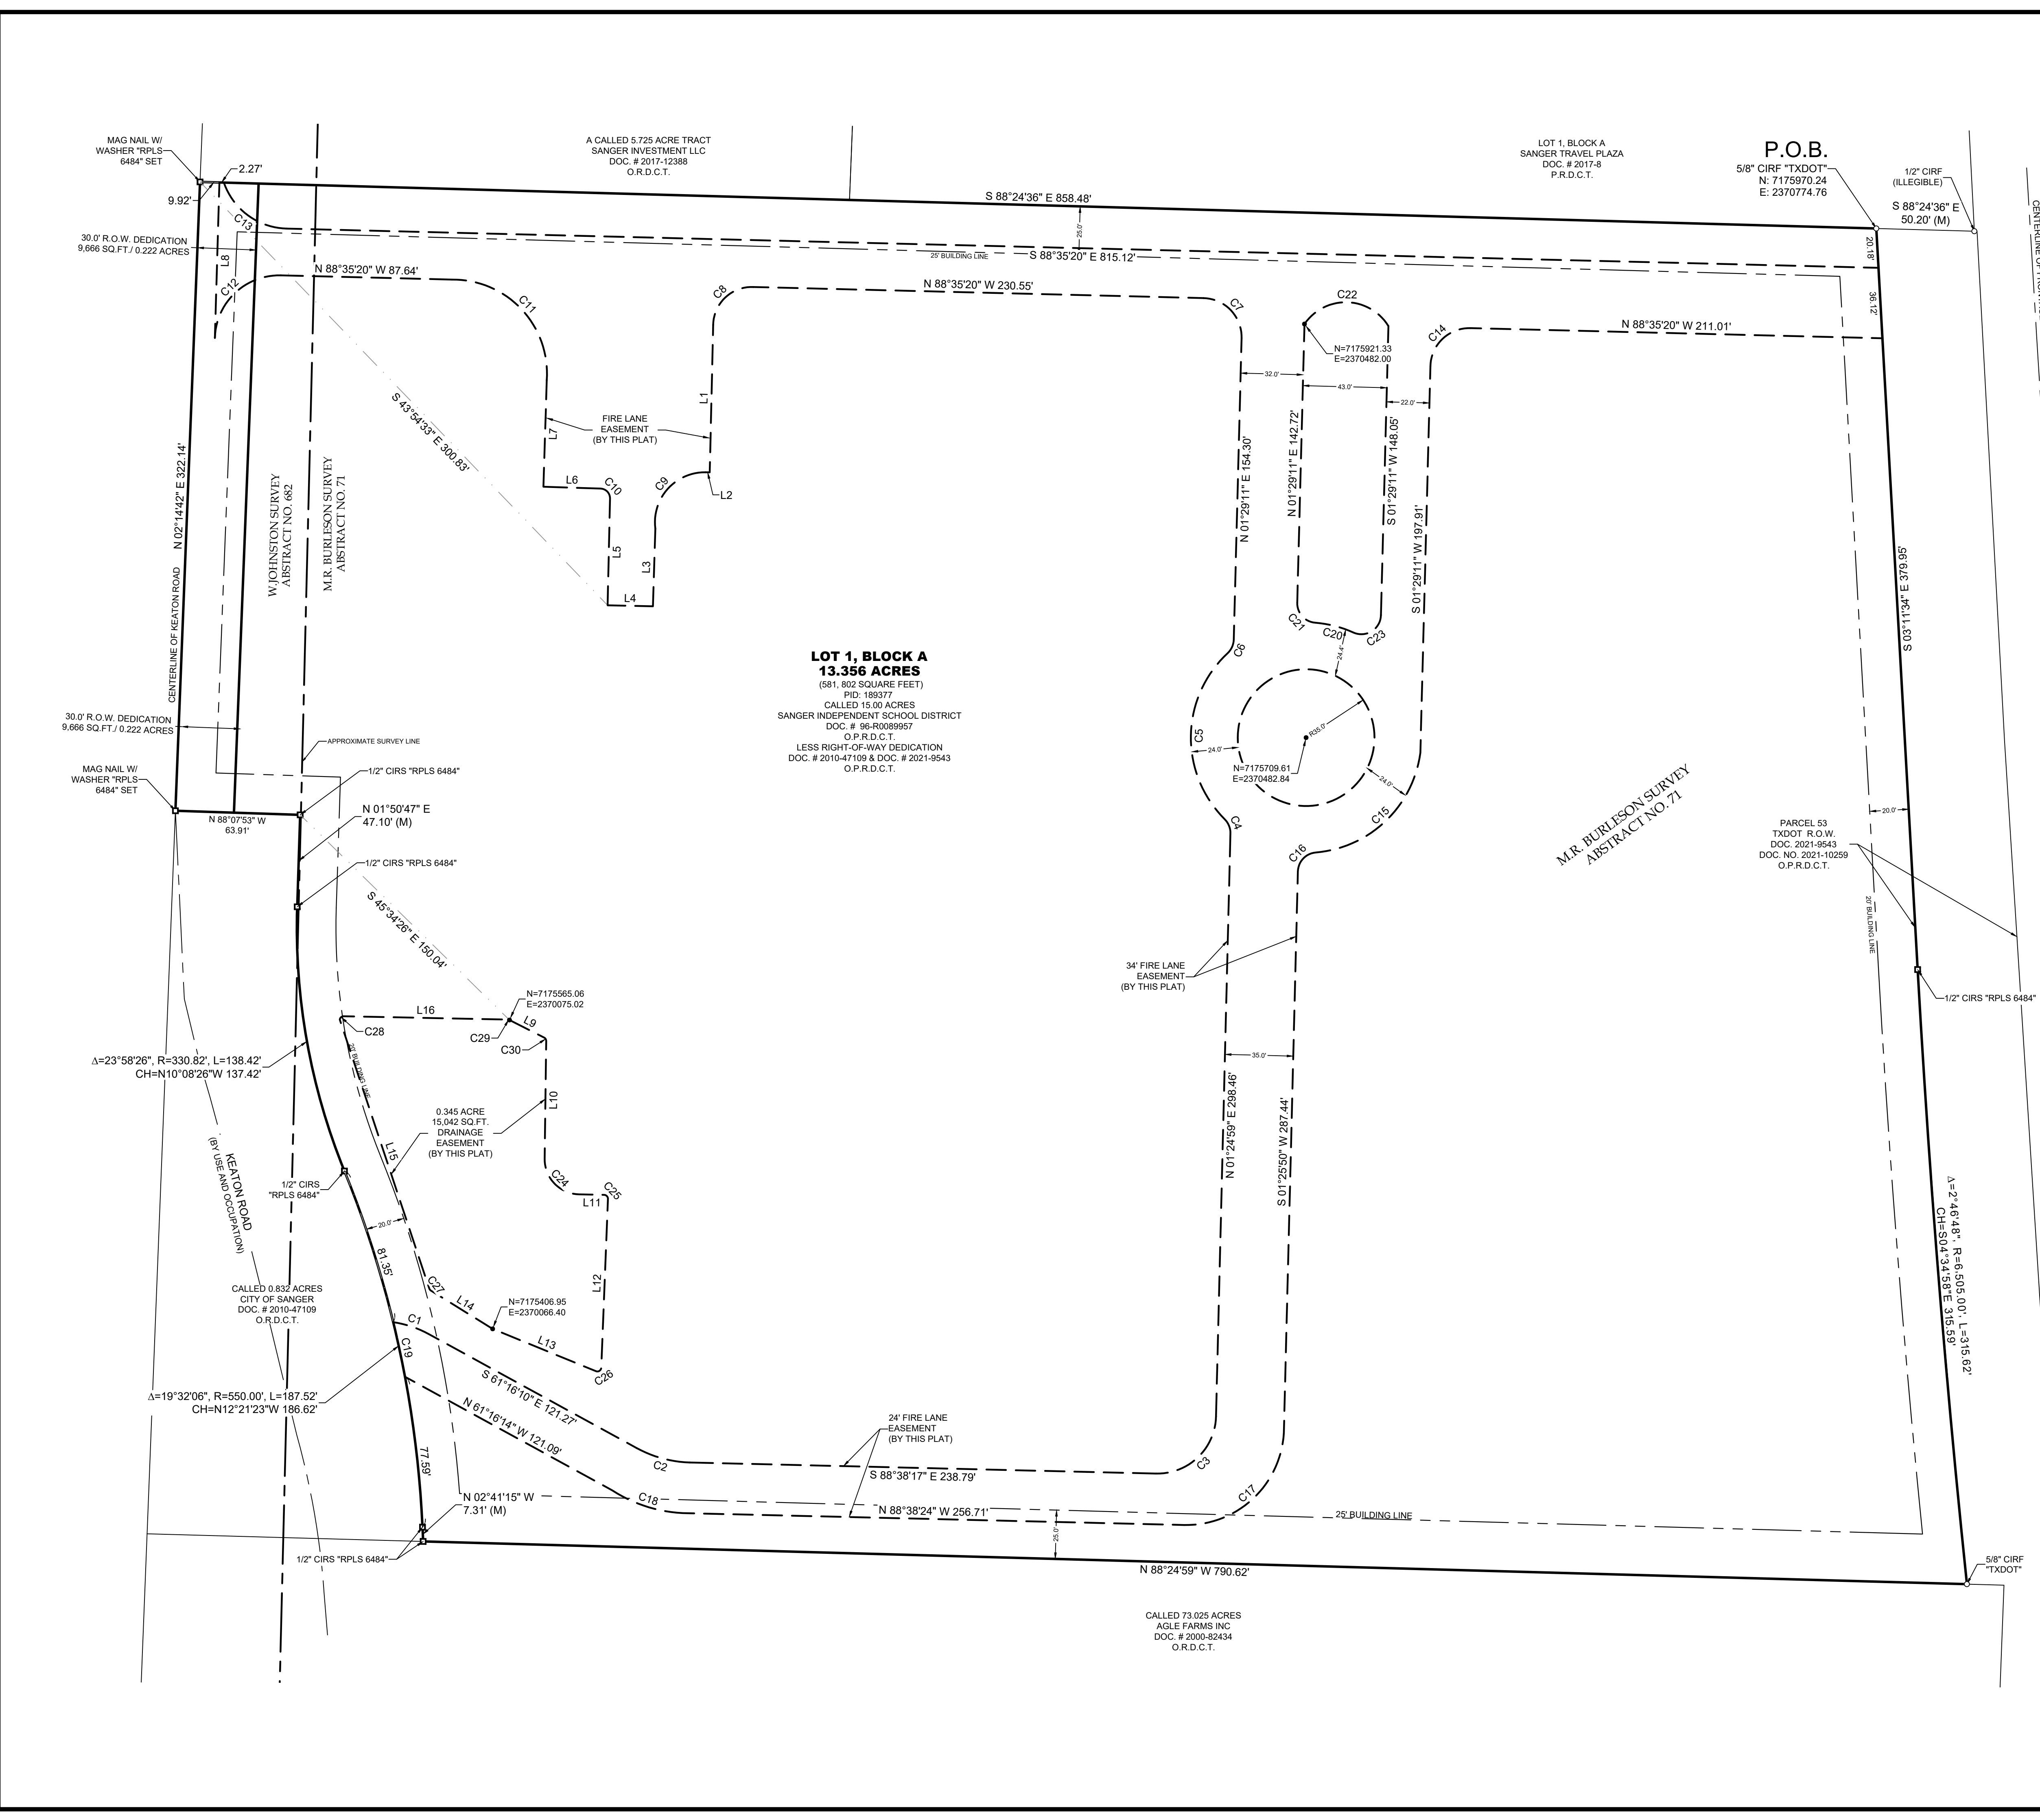 MAG NAIL W/
WASHER "RPLS
6484" SET
2.27'
9.92'
A CALLED 5.725 ACRE TRACT
SANGER INVESTMENT LLC
DOC. # 2017-12388
O.R.D.C.T.
LOT 1, BLOCK A
SANGER TRAVEL PLAZA
DOC. # 2017-8
P.R.D.C.T.
P.O.B.
5/8" CIRF "TXDOT"
N: 7175970.24
E: 2370774.76
1/2" CIRF
(ILLEGIBLE)
S 88°24'36" E
50.20' (M)
S 88°24'36" E 858.48'
25.0'
20.18'
36.12'
30.0' R.O.W. DEDICATION
9,666 SQ.FT./ 0.222 ACRES
C13
L8
C12
25' BUILDING LINE
S 88°35'20" E 815.12'
N 88°35'20" W 87.64'
C11
C8
N 88°35'20" W 230.55'
C7
C22
C14
N 88°35'20" W 211.01'
N=7175921.33
E=2370482.00
32.0'
43.0'
22.0'
S 43°54'33" E 300.83'
FIRE LANE
EASEMENT
(BY THIS PLAT)
L1
L7
L6
C10
C9
L2
L5
L3
L4
N 02°14'42" E 322.14'
CENTERLINE OF KEATON ROAD
W.JOHNSTON SURVEY
ABSTRACT NO. 682
M.R. BURLESON SURVEY
ABSTRACT NO. 71
N 01°29'11" E 154.30'
N 01°29'11" E 142.72'
S 01°29'11" W 148.05'
S 01°29'11" W 197.91'
S 03°11'34" E 379.95'
C21
C20
C23
C6
24.4'
LOT 1, BLOCK A
13.356 ACRES
(581, 802 SQUARE FEET)
PID: 189377
CALLED 15.00 ACRES
SANGER INDEPENDENT SCHOOL DISTRICT
DOC. # 96-R0089957
O.P.R.D.C.T.
LESS RIGHT-OF-WAY DEDICATION
DOC. # 2010-47109 & DOC. # 2021-9543
O.P.R.D.C.T.
C5
R35.0'
24.0'
N=7175709.61
E=2370482.84
24.0'
C4
C15
C16
30.0' R.O.W. DEDICATION
9,666 SQ.FT./ 0.222 ACRES
APPROXIMATE SURVEY LINE
MAG NAIL W/
WASHER "RPLS
6484" SET
1/2" CIRS "RPLS 6484"
N 88°07'53" W
63.91'
N 01°50'47" E
47.10' (M)
1/2" CIRS "RPLS 6484"
M.R. BURLESON SURVEY
ABSTRACT NO. 71
20.0'
PARCEL 53
TXDOT R.O.W.
DOC. 2021-9543
DOC. NO. 2021-10259
O.P.R.D.C.T.
20' BUILDING LINE
1/2" CIRS "RPLS 6484"
S 45°34'26" E 150.04'
34' FIRE LANE
EASEMENT
(BY THIS PLAT)
N=7175565.06
E=2370075.02
L16
L9
C28
C29
C30
20' BUILDING LINE
Δ=23°58'26", R=330.82', L=138.42'
CH=N10°08'26"W 137.42'
35.0'
N 01°24'59" E 298.46'
S 01°25'50" W 287.44'
0.345 ACRE
15,042 SQ.FT.
DRAINAGE
EASEMENT
(BY THIS PLAT)
L10
L15
C24
C25
L11
KEATON ROAD
(BY USE AND OCCUPATION)
1/2" CIRS
"RPLS 6484"
20.0'
81.35'
L12
C27
L14
N=7175406.95
E=2370066.40
L13
C26
CALLED 0.832 ACRES
CITY OF SANGER
DOC. # 2010-47109
O.R.D.C.T.
C1
C19
Δ=2°46'48", R=6,505.00', L=315.62'
CH=S04°34'58"E 315.59'
Δ=19°32'06", R=550.00', L=187.52'
CH=N12°21'23"W 186.62'
S 61°16'10" E 121.27'
N 61°16'14" W 121.09'
24' FIRE LANE
EASEMENT
(BY THIS PLAT)
77.59'
C2
C3
S 88°38'17" E 238.79'
C18
C17
N 02°41'15" W
7.31' (M)
N 88°38'24" W 256.71'
25' BUILDING LINE
25.0'
1/2" CIRS "RPLS 6484"
N 88°24'59" W 790.62'
5/8" CIRF
"TXDOT"
CALLED 73.025 ACRES
AGLE FARMS INC
DOC. # 2000-82434
O.R.D.C.T.